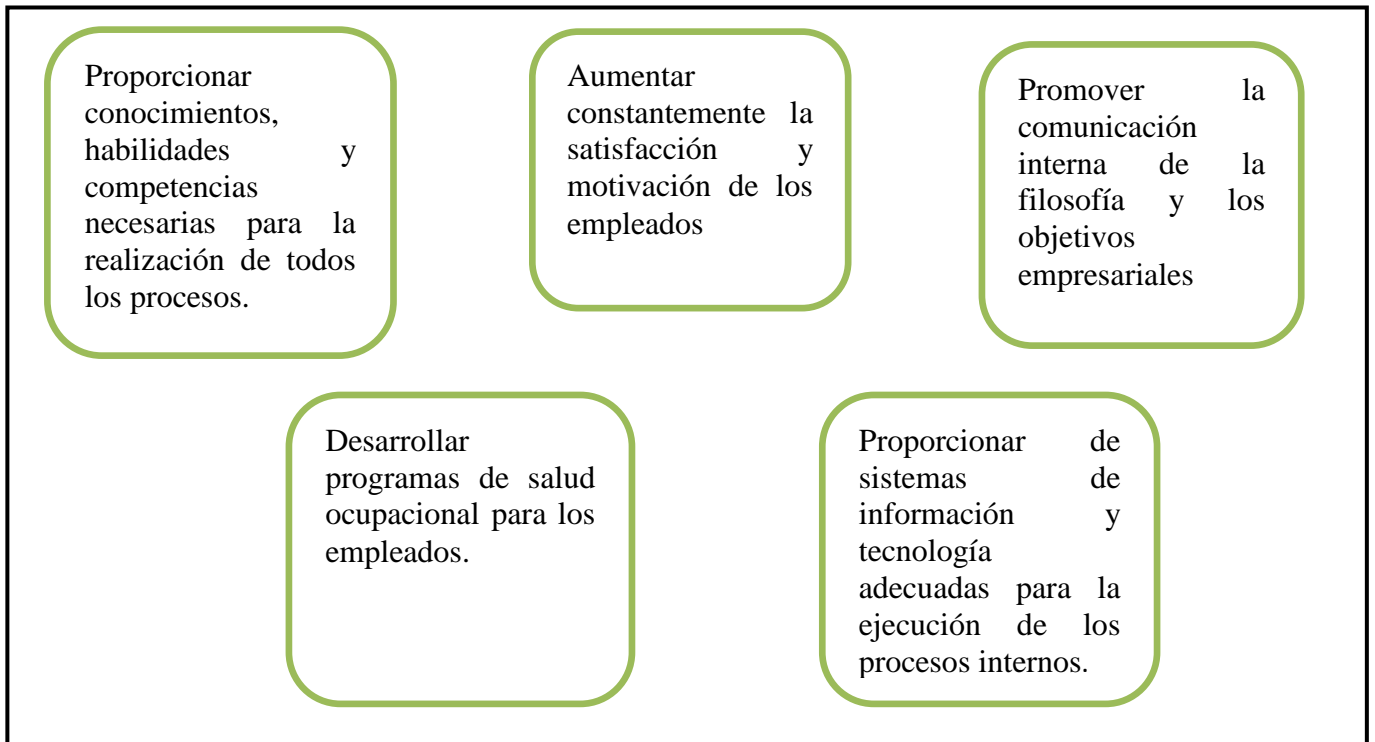 Proporcionar
conocimientos,
habilidades y
competencias
necesarias para la
realización de todos
los procesos.
Aumentar
constantemente la
satisfacción y
motivación de los
empleados
Promover la
comunicación
interna de la
filosofía y los
objetivos
empresariales
Desarrollar
programas de salud
ocupacional para los
empleados.
Proporcionar de
sistemas de
información y
tecnología
adecuadas para la
ejecución de los
procesos internos.